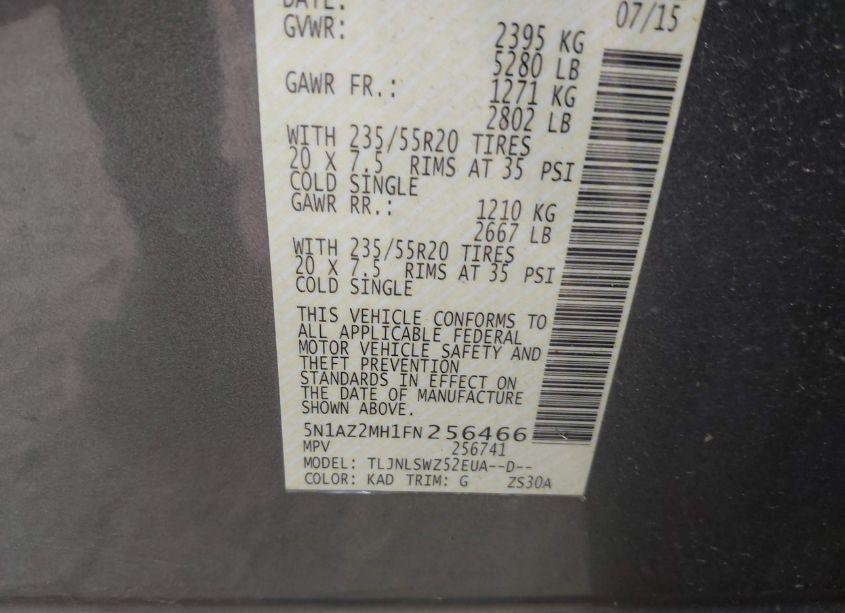 DATE: 07/15
GVWR: 2395 KG
5280 LB
GAWR FR.: 1271 KG
2802 LB
WITH 235/55R20 TIRES
20 X 7.5 RIMS AT 35 PSI
COLD SINGLE
GAWR RR.: 1210 KG
2667 LB
WITH 235/55R20 TIRES
20 X 7.5 RIMS AT 35 PSI
COLD SINGLE
THIS VEHICLE CONFORMS TO
ALL APPLICABLE FEDERAL
MOTOR VEHICLE SAFETY AND
THEFT PREVENTION
STANDARDS IN EFFECT ON
THE DATE OF MANUFACTURE
SHOWN ABOVE.
5N1AZ2MH1FN256466
MPV 256741
MODEL: TLJNLSWZ52EUA--D--
COLOR: KAD TRIM: G ZS30A